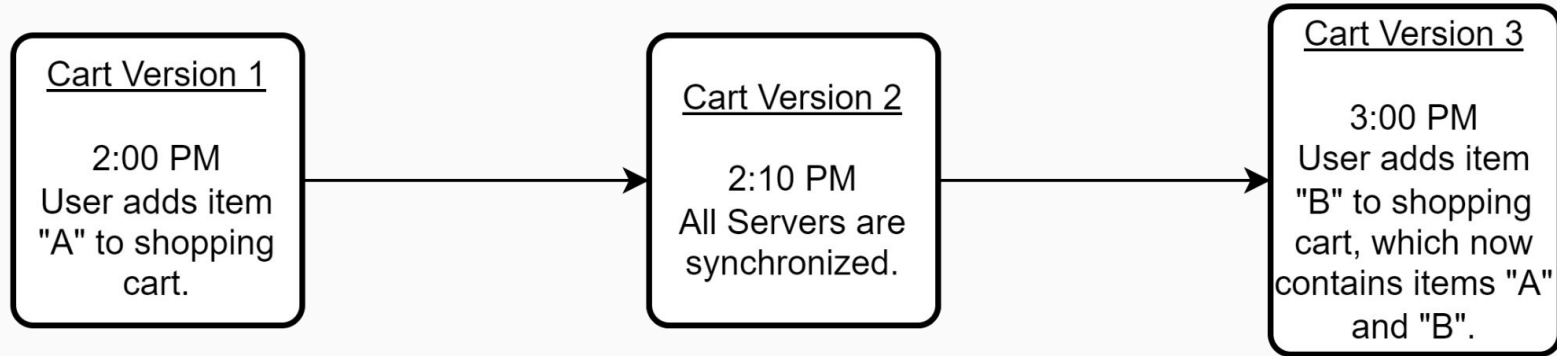 Cart Version 1
2:00 PM
User adds item
"A" to shopping
cart.
Cart Version 2
2:10 PM
All Servers are
synchronized.
Cart Version 3
3:00 PM
User adds item
"B" to shopping
cart, which now
contains items "A"
and "B".